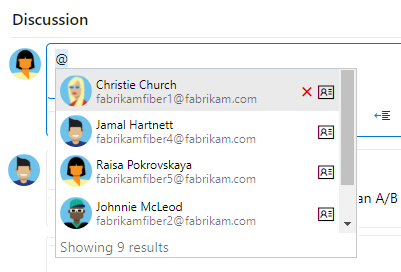 Discussion
@
Christie Church
fabrikamfiber1@fabrikam.com
Jamal Hartnett
fabrikamfiber4@fabrikam.com
Raisa Pokrovskaya
fabrikamfiber5@fabrikam.com
an A/B
Johnnie McLeod
fabrikamfiber2@fabrikam.com
Showing 9 results